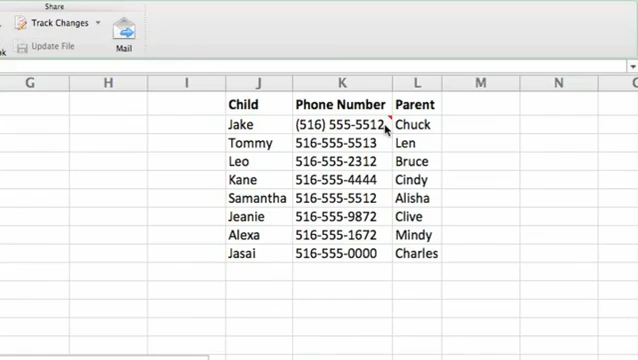 Share
Track Changes
Update File
Mail
G H I J K L M N
Child Phone Number Parent
Jake (516) 555-5512 Chuck
Tommy 516-555-5513 Len
Leo 516-555-2312 Bruce
Kane 516-555-4444 Cindy
Samantha 516-555-5512 Alisha
Jeanie 516-555-9872 Clive
Alexa 516-555-1672 Mindy
Jasai 516-555-0000 Charles